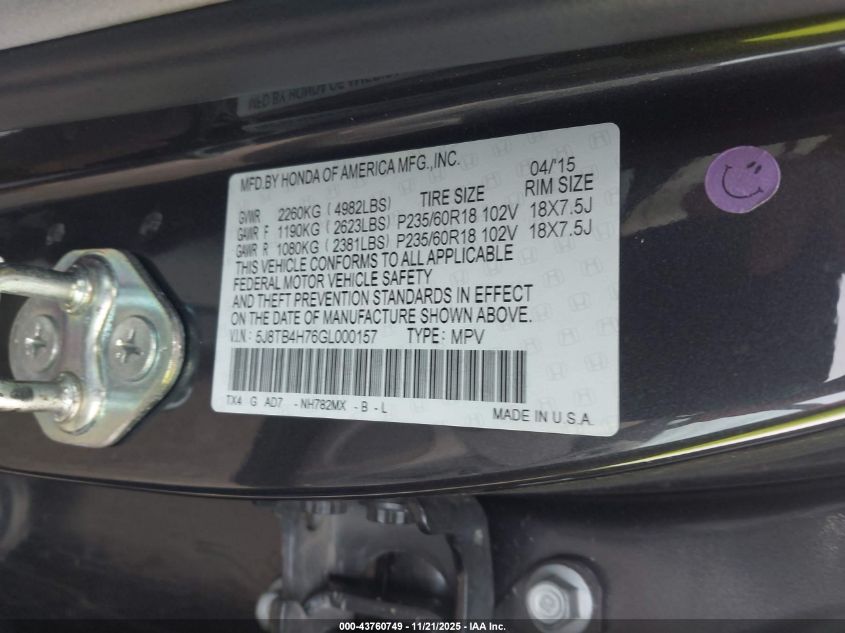 MFD.BY HONDA OF AMERICA MFG.,INC. 04/'15
GVWR 2260KG ( 4982LBS) TIRE SIZE RIM SIZE
GAWR F 1190KG ( 2623LBS) P235/60R18 102V 18X7.5J
GAWR R 1080KG ( 2381LBS) P235/60R18 102V 18X7.5J
THIS VEHICLE CONFORMS TO ALL APPLICABLE
FEDERAL MOTOR VEHICLE SAFETY
AND THEFT PREVENTION STANDARDS IN EFFECT
ON THE DATE OF MANUFACTURE SHOWN ABOVE.
V.I.N: 5J8TB4H76GL000157 TYPE: MPV
TX4 G AD7 - NH782MX - B - L
MADE IN U.S.A.
000-43760749 - 11/21/2025 - IAA Inc.